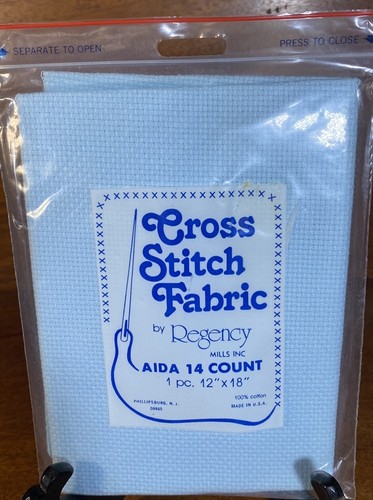 SEPARATE TO OPEN
PRESS TO CLOSE
Cross
Stitch
Fabric
by Regency
MILLS INC
AIDA 14 COUNT
1 pc. 12"x18"
100% cotton
PHILLIPSBURG, N. J. MADE IN U.S.A.
08865